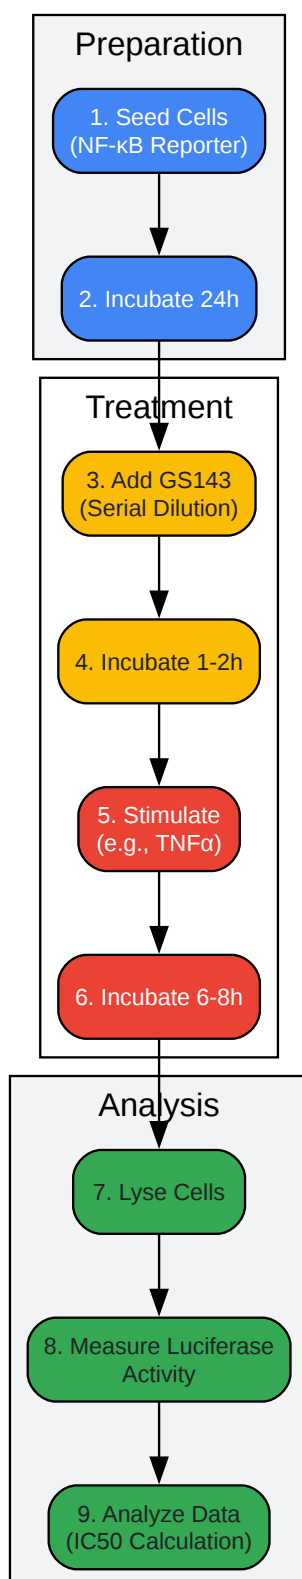 Preparation
1. Seed Cells
(NF-κB Reporter)
2. Incubate 24h
Treatment
3. Add GS143
(Serial Dilution)
4. Incubate 1-2h
5. Stimulate
(e.g., TNFα)
6. Incubate 6-8h
Analysis
7. Lyse Cells
8. Measure Luciferase
Activity
9. Analyze Data
(IC50 Calculation)